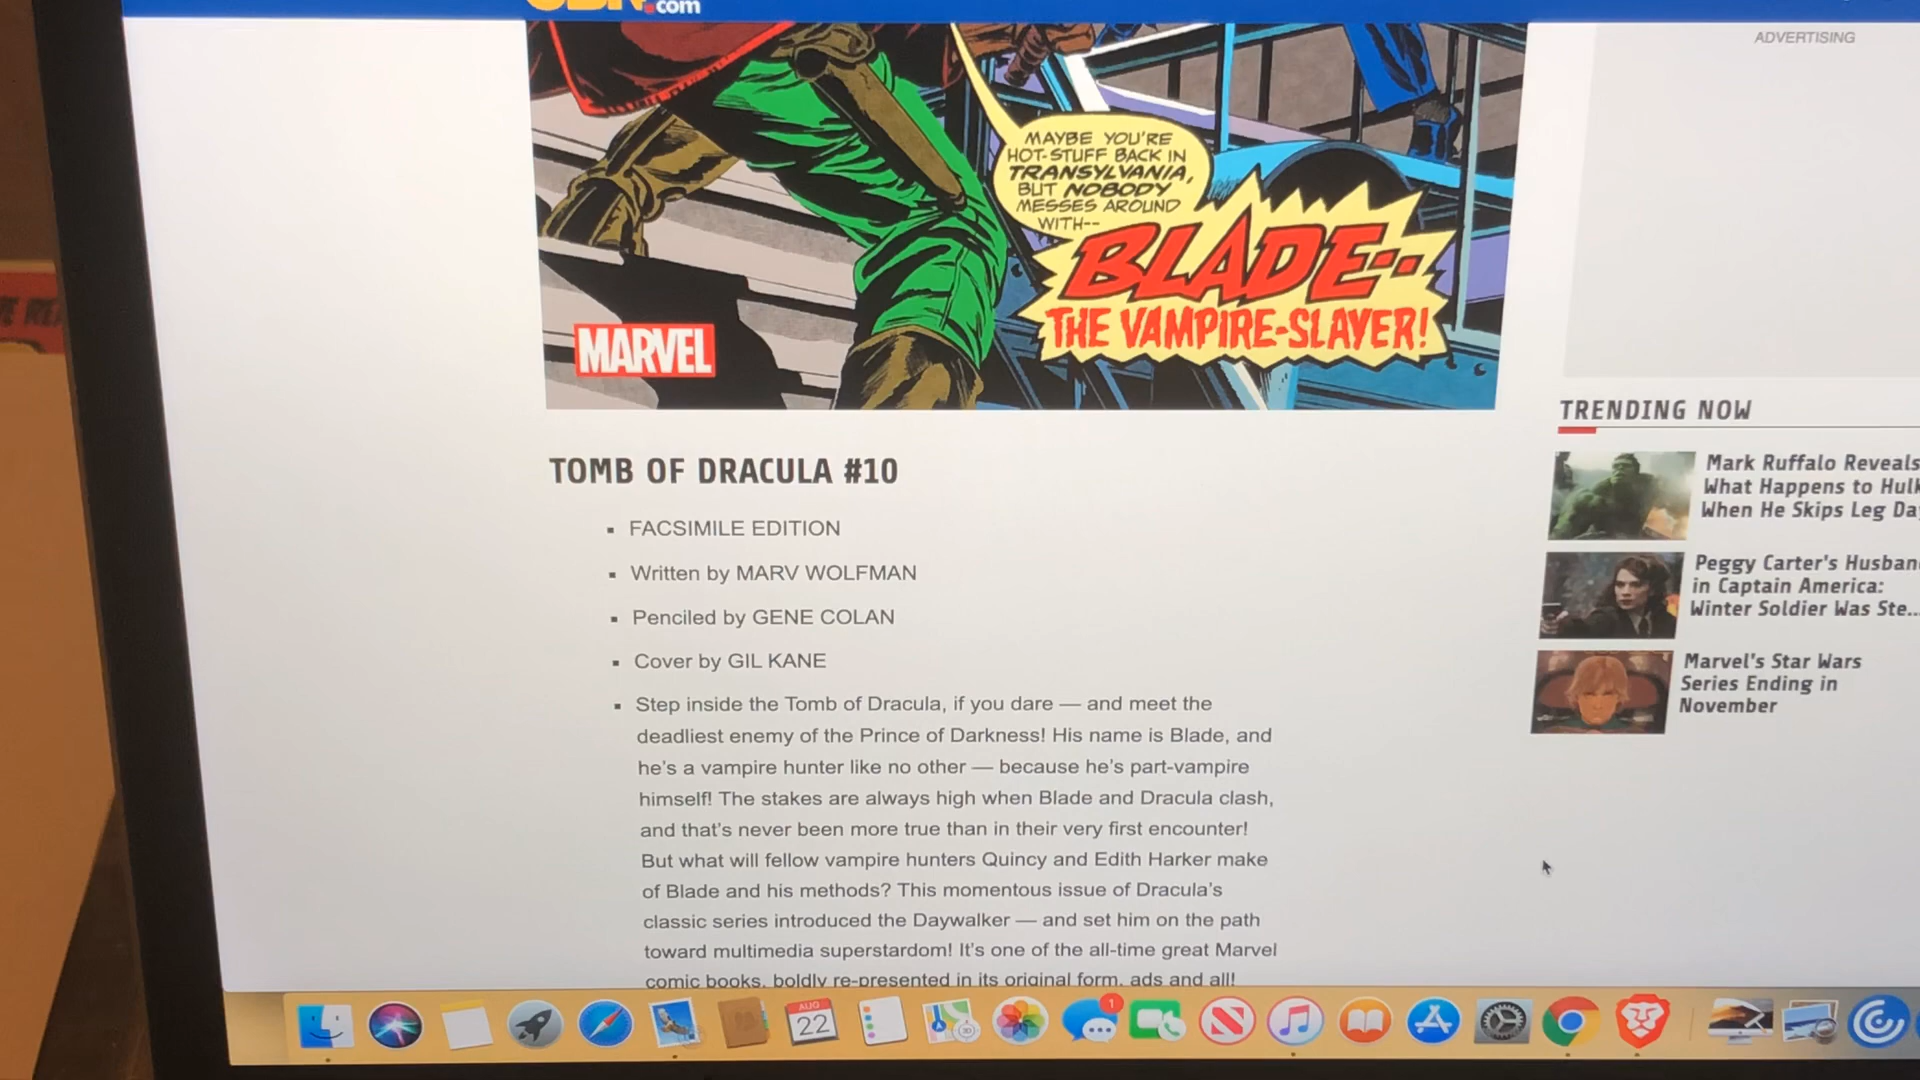 CBR.com
ADVERTISING
MAYBE YOU'RE
HOT-STUFF BACK IN
TRANSYLVANIA,
BUT NOBODY
MESSES AROUND
WITH--
BLADE--
THE VAMPIRE-SLAYER!
MARVEL
TOMB OF DRACULA #10
FACSIMILE EDITION
Written by MARV WOLFMAN
Penciled by GENE COLAN
Cover by GIL KANE
Step inside the Tomb of Dracula, if you dare — and meet the
deadliest enemy of the Prince of Darkness! His name is Blade, and
he's a vampire hunter like no other — because he's part-vampire
himself! The stakes are always high when Blade and Dracula clash,
and that's never been more true than in their very first encounter!
But what will fellow vampire hunters Quincy and Edith Harker make
of Blade and his methods? This momentous issue of Dracula's
classic series introduced the Daywalker — and set him on the path
toward multimedia superstardom! It's one of the all-time great Marvel
comic books, boldly re-presented in its original form, ads and all!
TRENDING NOW
Mark Ruffalo Reveals
What Happens to Hulk
When He Skips Leg Day
Peggy Carter's Husban
in Captain America:
Winter Soldier Was Ste...
Marvel's Star Wars
Series Ending in
November
AUG
22
3D
1